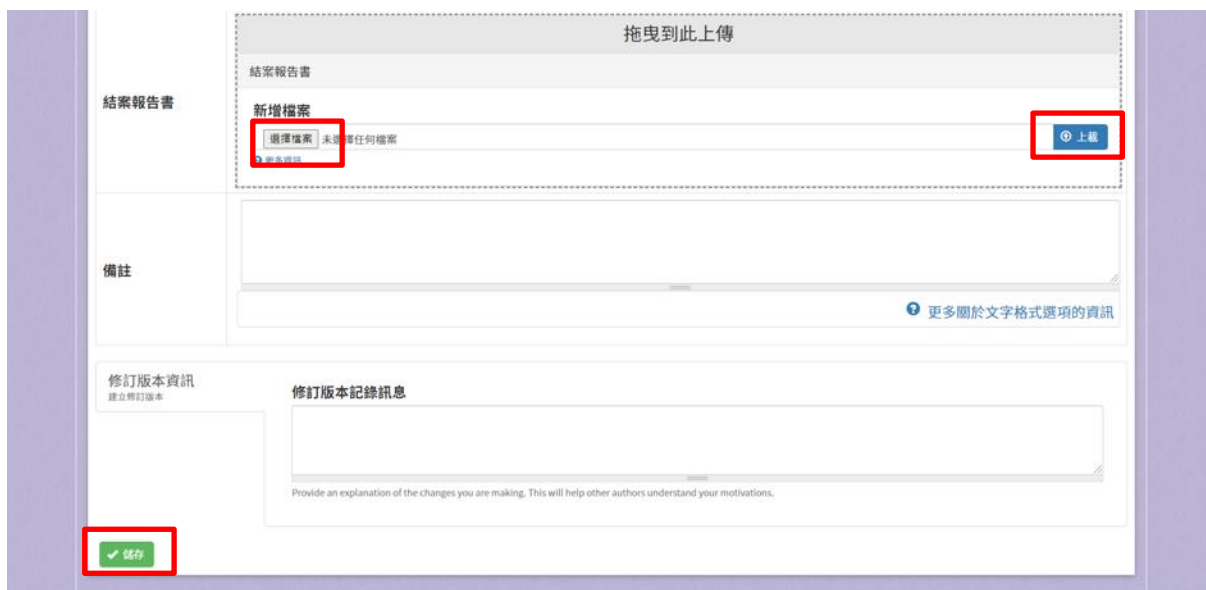 拖曳到此上傳
結案報告書
結案報告書
新增檔案
選擇檔案 未選擇任何檔案
上載
更多資訊
備註
更多關於文字格式選項的資訊
修訂版本資訊
建立修訂版本
修訂版本記錄訊息
Provide an explanation of the changes you are making. This will help other authors understand your motivations.
儲存